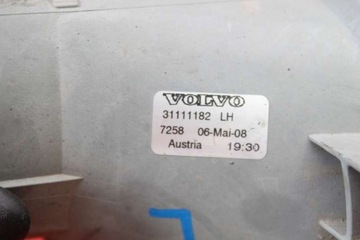 VOLVO
31111182 LH
7258 06-Mai-08
Austria 19:30